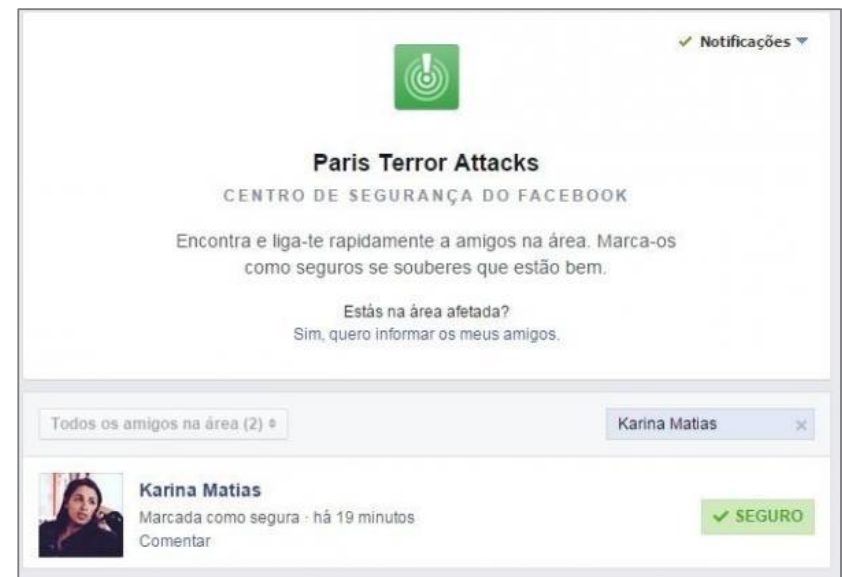 Notificações
Paris Terror Attacks
CENTRO DE SEGURANÇA DO FACEBOOK
Encontra e liga-te rapidamente a amigos na área. Marca-os
como seguros se souberes que estão bem.
Estás na área afetada?
Sim, quero informar os meus amigos.
Todos os amigos na área (2)
Karina Matias
Karina Matias
Marcada como segura · há 19 minutos
Comentar
SEGURO